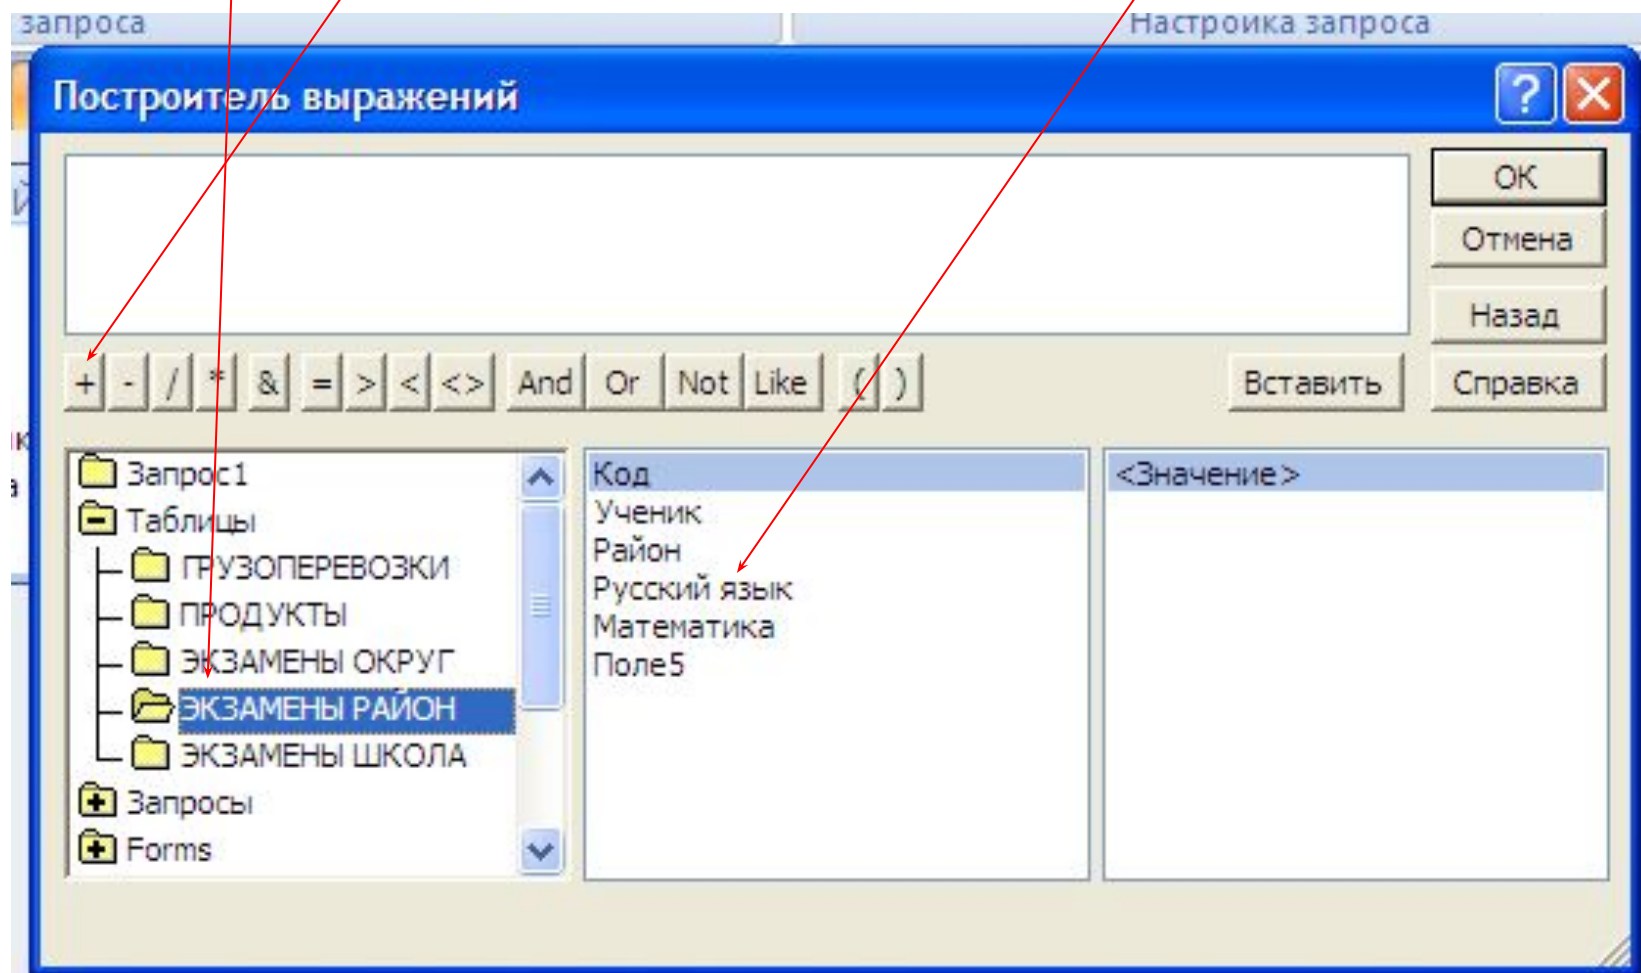 запроса
Настройка запроса
Построитель выражений
?
OK
Отмена
Назад
+ - / * & = > < <> And Or Not Like ( ) Вставить Справка
Запрос1
Таблицы
ГРУЗОПЕРЕВОЗКИ
ПРОДУКТЫ
ЭКЗАМЕНЫ ОКРУГ
ЭКЗАМЕНЫ РАЙОН
ЭКЗАМЕНЫ ШКОЛА
Запросы
Forms
Код
Ученик
Район
Русский язык
Математика
Поле5
<Значение>